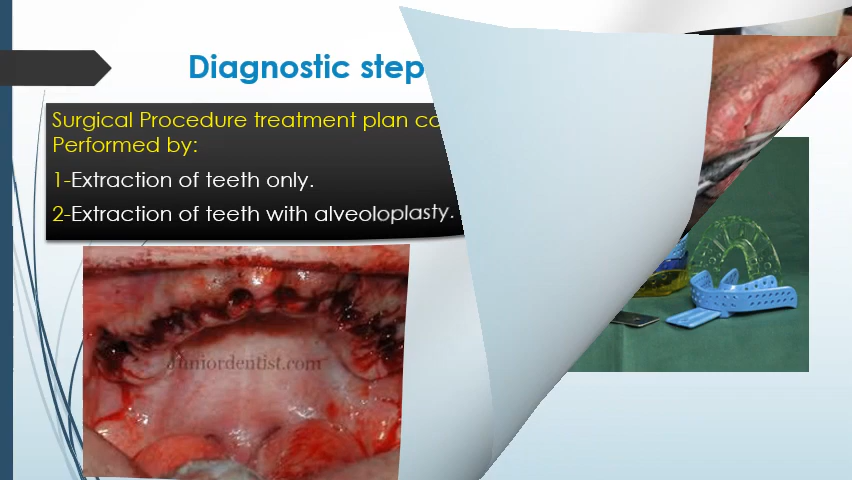 Diagnostic step
Surgical Procedure treatment plan
Performed by:
1-Extraction of teeth only.
2-Extraction of teeth with alveoloplasty.
Juniordentist.com